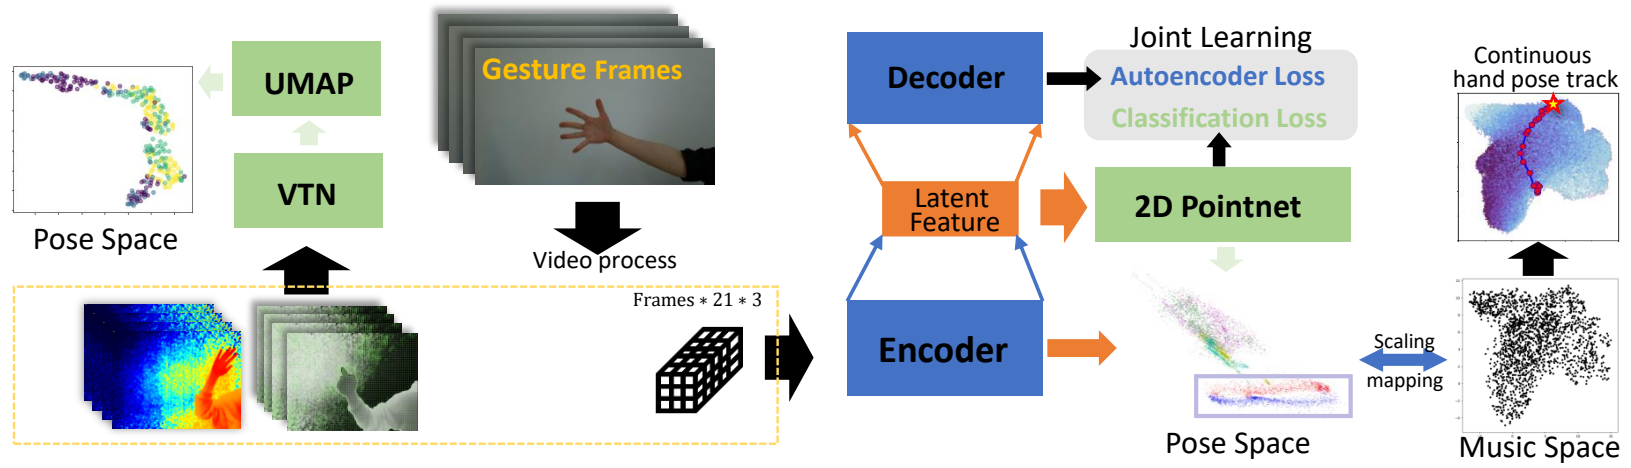 UMAP
VTN
Pose Space
Gesture Frames
Video process
Frames * 21 * 3
Decoder
Latent
Feature
Encoder
Joint Learning
Autoencoder Loss
Classification Loss
2D Pointnet
Pose Space
Scaling
mapping
Continuous
hand pose track
Music Space